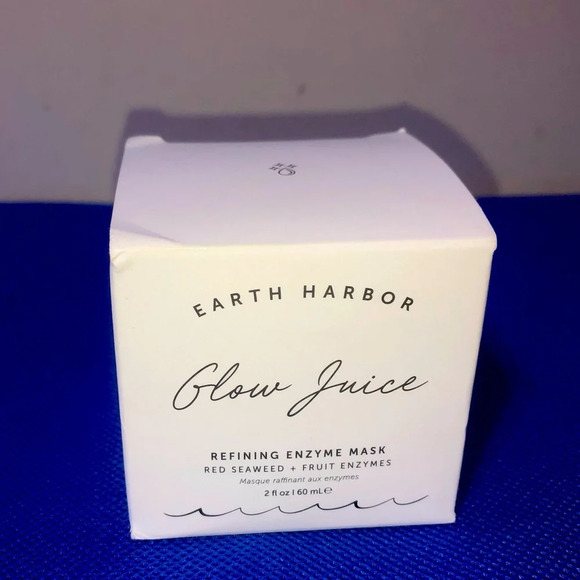 EARTH HARBOR
Glow Juice
REFINING ENZYME MASK
RED SEAWEED + FRUIT ENZYMES
Masque raffinant aux enzymes
2 fl oz | 60 mL℮